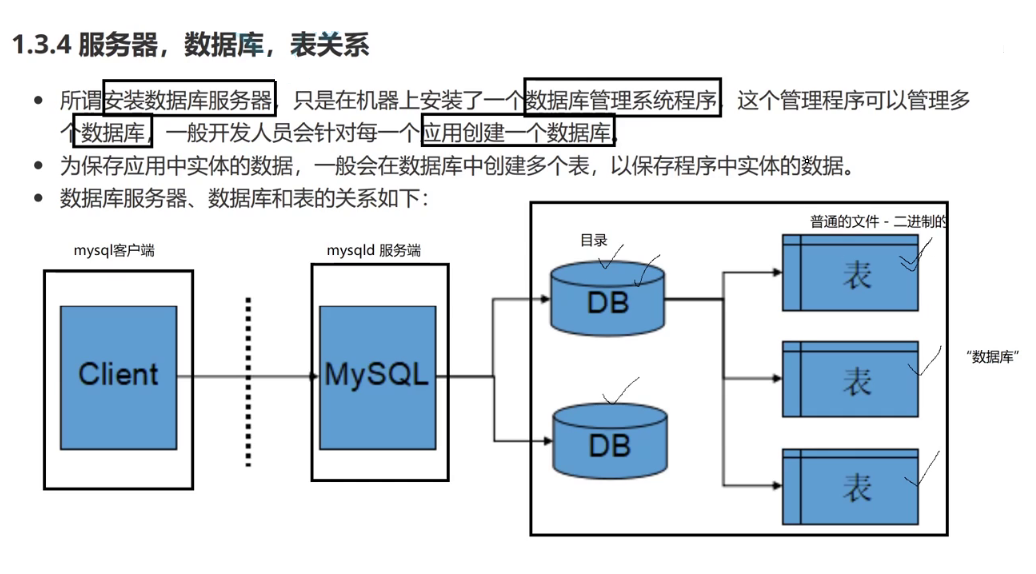 1.3.4 服务器，数据库，表关系
所谓安装数据库服务器，只是在机器上安装了一个数据库管理系统程序，这个管理程序可以管理多
个数据库，一般开发人员会针对每一个应用创建一个数据库。
为保存应用中实体的数据，一般会在数据库中创建多个表，以保存程序中实体的数据。
数据库服务器、数据库和表的关系如下：
普通的文件 - 二进制的
mysql客户端
mysqld 服务端
目录
表
DB
"数据库"
Client
MySQL
表
DB
表